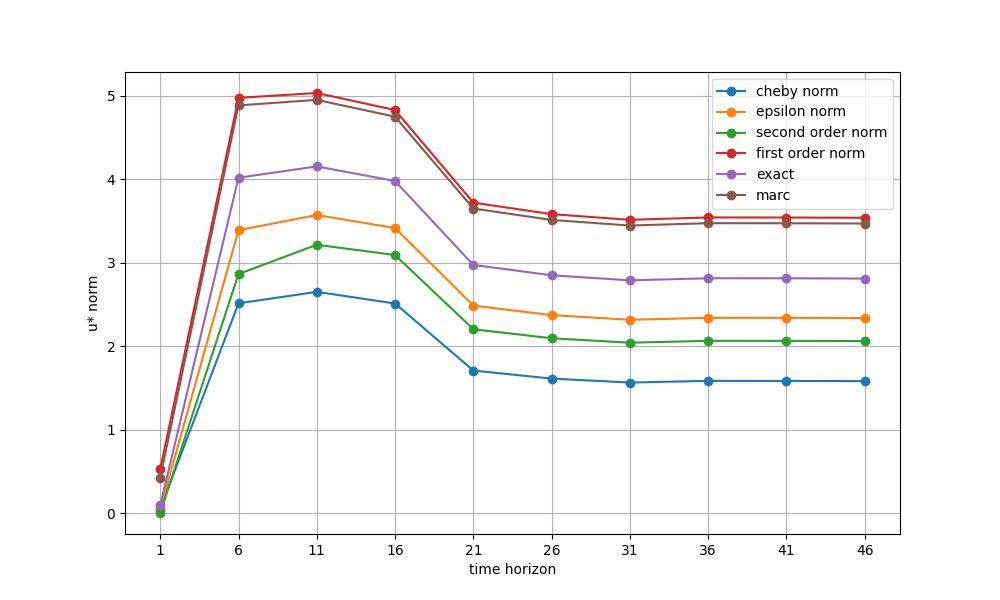 cheby norm
epsilon norm
second order norm
first order norm
exact
marc
5
4
3
2
1
0
u* norm
1 6 11 16 21 26 31 36 41 46
time horizon